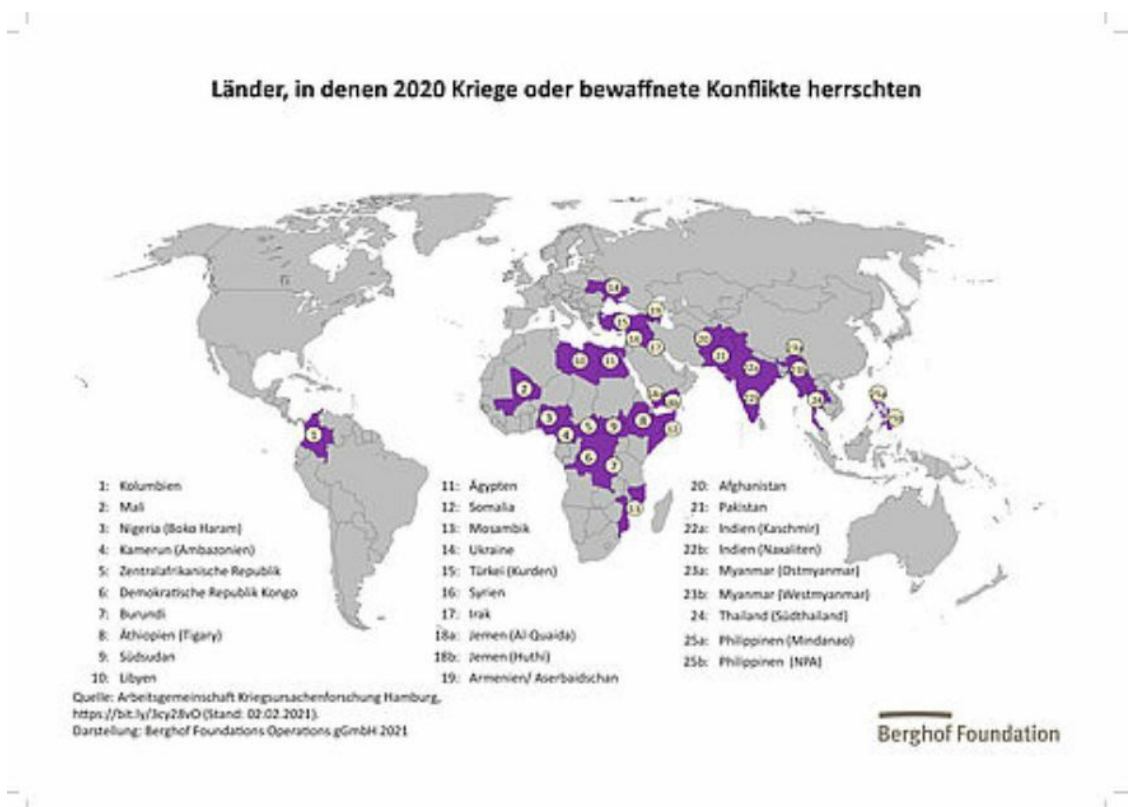 Länder, in denen 2020 Kriege oder bewaffnete Konflikte herrschten
1: Kolumbien
2: Mali
3: Nigeria (Boko Haram)
4: Kamerun (Ambazonien)
5: Zentralafrikanische Republik
6: Demokratische Republik Kongo
7: Burundi
8: Äthiopien (Tigary)
9: Südsudan
10: Libyen
11: Ägypten
12: Somalia
13: Mosambik
14: Ukraine
15: Türkei (Kurden)
16: Syrien
17: Irak
18a: Jemen (Al-Quaida)
18b: Jemen (Huthi)
19: Armenien/ Aserbaidschan
20: Afghanistan
21: Pakistan
22a: Indien (Kaschmir)
22b: Indien (Naxaliten)
23a: Myanmar (Ostmyanmar)
23b: Myanmar (Westmyanmar)
24: Thailand (Südthailand)
25a: Philippinen (Mindanao)
25b: Philippinen (NPA)
Quelle: Arbeitsgemeinschaft Kriegsursachenforschung Hamburg,
https://bit.ly/3cy28vO (Stand: 02.02.2021).
Darstellung: Berghof Foundations Operations gGmbH 2021
Berghof Foundation